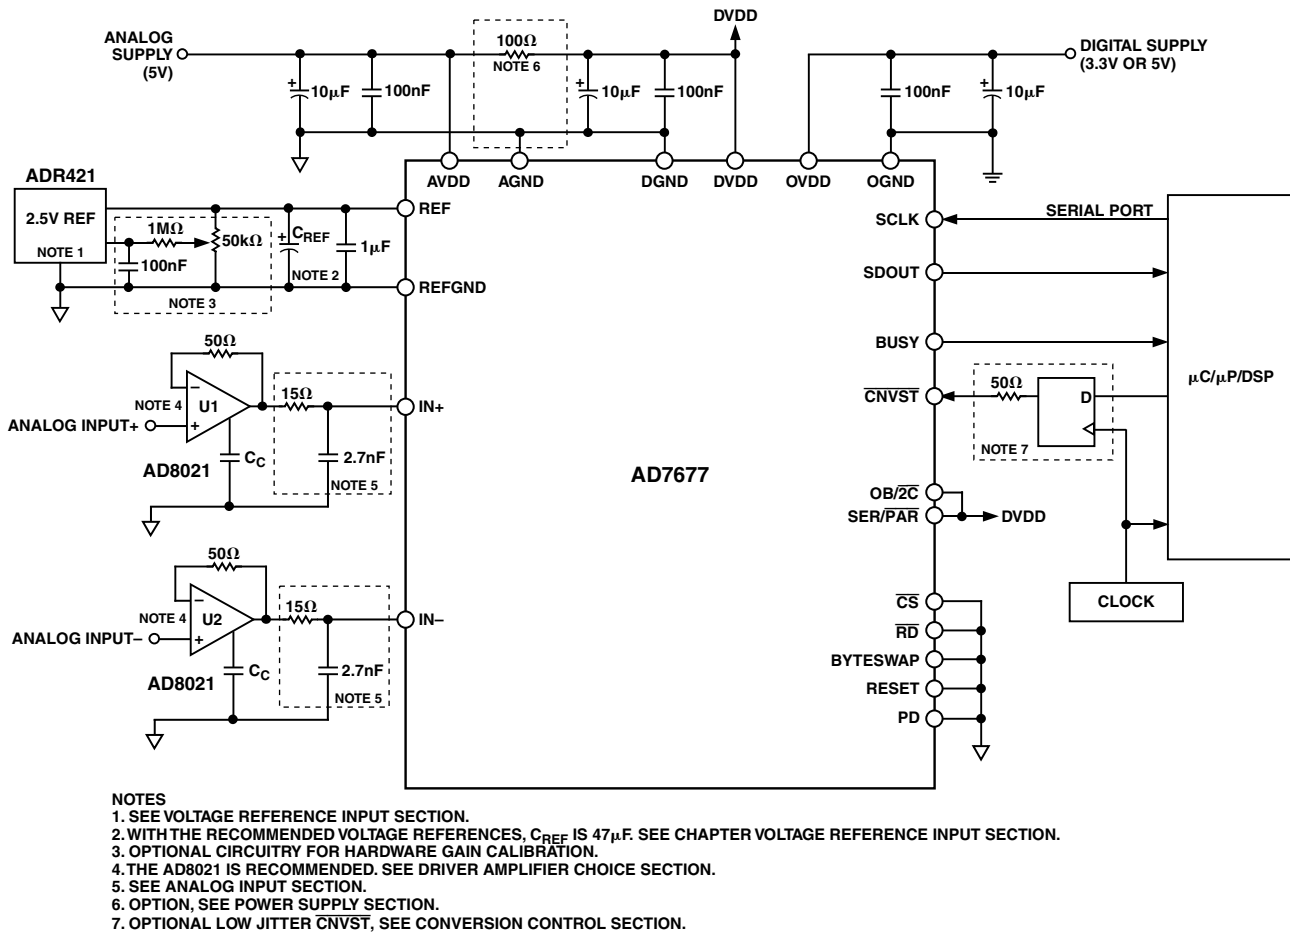 DVDD
ANALOG
SUPPLY
(5V)
100Ω
NOTE 6
DIGITAL SUPPLY
(3.3V OR 5V)
+
10μF
100nF
+
10μF
100nF
100nF
+
10μF
ADR421
AVDD
AGND
DGND
DVDD
OVDD
OGND
2.5V REF
NOTE 1
1MΩ
50kΩ
100nF
NOTE 3
+
CREF
NOTE 2
1μF
REF
REFGND
SCLK
SERIAL PORT
SDOUT
BUSY
CNVST
50Ω
D
NOTE 7
μC/μP/DSP
50Ω
NOTE 4
–
U1
+
ANALOG INPUT+
AD8021
CC
15Ω
2.7nF
NOTE 5
IN+
AD7677
OB/2C
SER/PAR
DVDD
CLOCK
50Ω
NOTE 4
–
U2
+
ANALOG INPUT–
AD8021
CC
15Ω
2.7nF
NOTE 5
IN–
CS
RD
BYTESWAP
RESET
PD
NOTES
1. SEE VOLTAGE REFERENCE INPUT SECTION.
2. WITH THE RECOMMENDED VOLTAGE REFERENCES, CREF IS 47μF. SEE CHAPTER VOLTAGE REFERENCE INPUT SECTION.
3. OPTIONAL CIRCUITRY FOR HARDWARE GAIN CALIBRATION.
4. THE AD8021 IS RECOMMENDED. SEE DRIVER AMPLIFIER CHOICE SECTION.
5. SEE ANALOG INPUT SECTION.
6. OPTION, SEE POWER SUPPLY SECTION.
7. OPTIONAL LOW JITTER CNVST, SEE CONVERSION CONTROL SECTION.